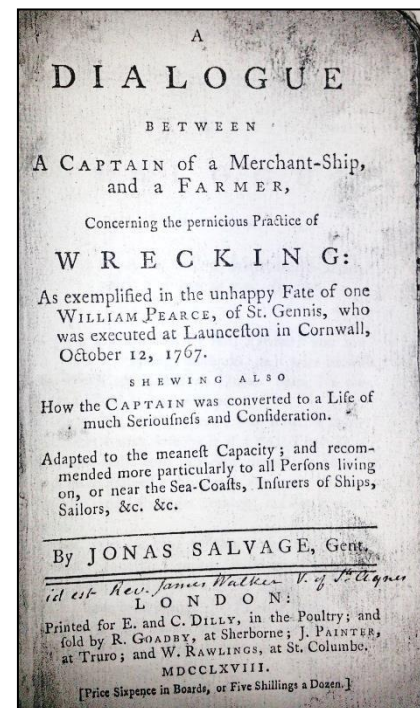 A
DIALOGUE
BETWEEN
A CAPTAIN of a Merchant-Ship,
and a FARMER,
Concerning the pernicious Practice of
WRECKING:
As exemplified in the unhappy Fate of one
WILLIAM PEARCE, of St. Gennis, who
was executed at Launceſton in Cornwall,
October 12, 1767.
SHEWING ALSO
How the CAPTAIN was converted to a Life of
much Seriouſneſs and Conſideration.
Adapted to the meaneſt Capacity; and recom-
mended more particularly to all Perſons living
on, or near the Sea-Coaſts, Inſurers of Ships,
Sailors, &c. &c.
By JONAS SALVAGE, Gent.
id est Rev. James Walker V. of St. Agnes
LONDON:
Printed for E. and C. DILLY, in the Poultry; and
ſold by R. GOADBY, at Sherborne; J. PAINTER,
at Truro; and W. RAWLINGS, at St. Columbe.
MDCCLXVIII.
[Price Sixpence in Boards, or Five Shillings a Dozen.]